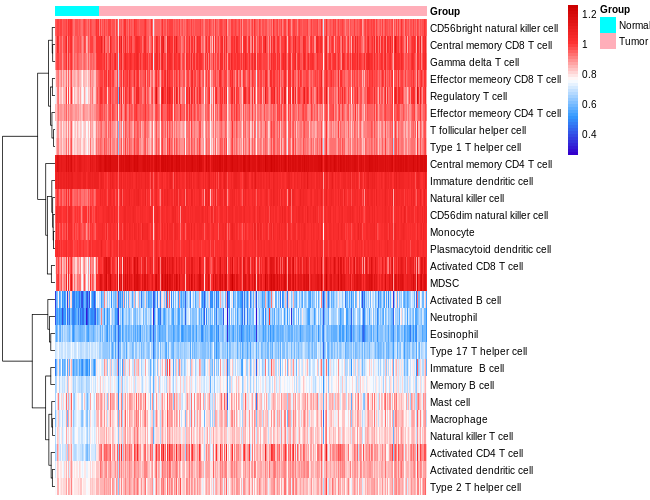 Group
CD56bright natural killer cell
Central memory CD8 T cell
Gamma delta T cell
Effector memeory CD8 T cell
Regulatory T cell
Effector memeory CD4 T cell
T follicular helper cell
Type 1 T helper cell
Central memory CD4 T cell
Immature dendritic cell
Natural killer cell
CD56dim natural killer cell
Monocyte
Plasmacytoid dendritic cell
Activated CD8 T cell
MDSC
Activated B cell
Neutrophil
Eosinophil
Type 17 T helper cell
Immature  B cell
Memory B cell
Mast cell
Macrophage
Natural killer T cell
Activated CD4 T cell
Activated dendritic cell
Type 2 T helper cell
1.2
1
0.8
0.6
0.4
Group
Normal
Tumor